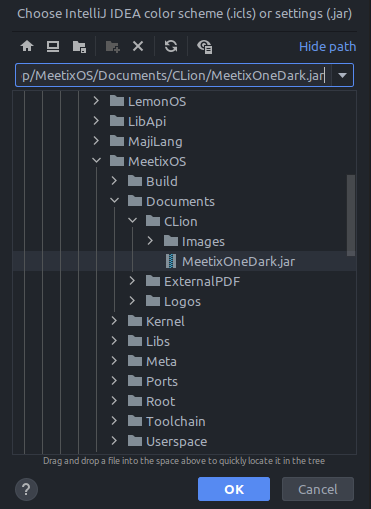 Choose IntelliJ IDEA color scheme (.icls) or settings (.jar)
Hide path
p/MeetixOS/Documents/CLion/MeetixOneDark.jar
LemonOS
LibApi
MajiLang
MeetixOS
Build
Documents
CLion
Images
MeetixOneDark.jar
ExternalPDF
Logos
Kernel
Libs
Meta
Ports
Root
Toolchain
Userspace
Drag and drop a file into the space above to quickly locate it in the tree
?
OK
Cancel